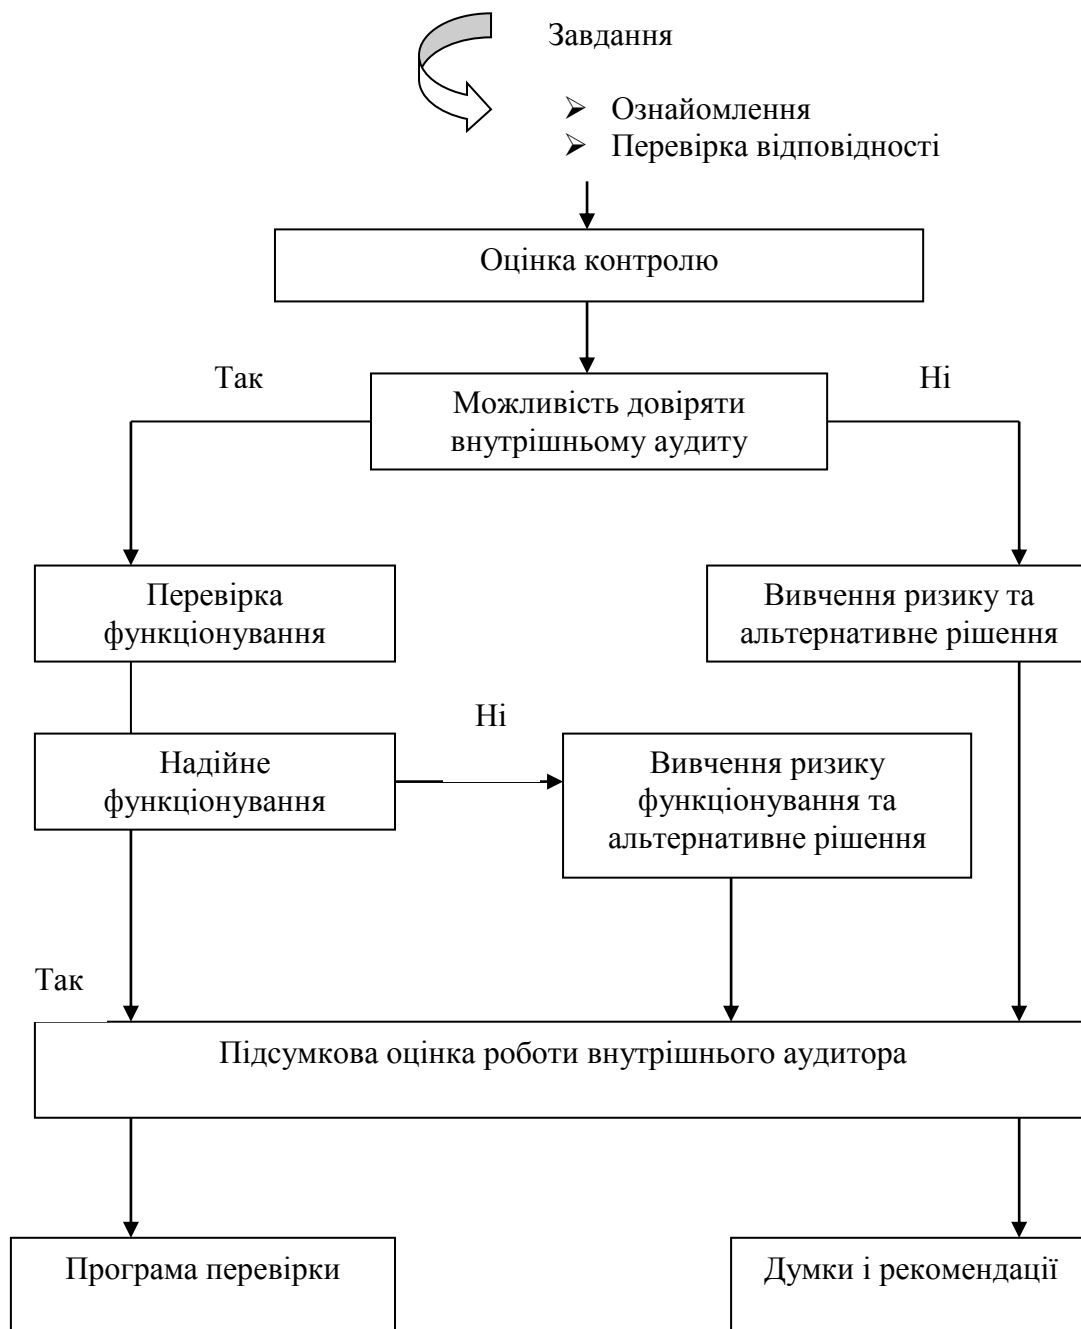 Завдання
Ознайомлення
Перевірка відповідності
Оцінка контролю
Так
Ні
Можливість довіряти
внутрішньому аудиту
Перевірка
функціонування
Вивчення ризику та
альтернативне рішення
Ні
Надійне
функціонування
Вивчення ризику
функціонування та
альтернативне рішення
Так
Підсумкова оцінка роботи внутрішнього аудитора
Програма перевірки
Думки і рекомендації